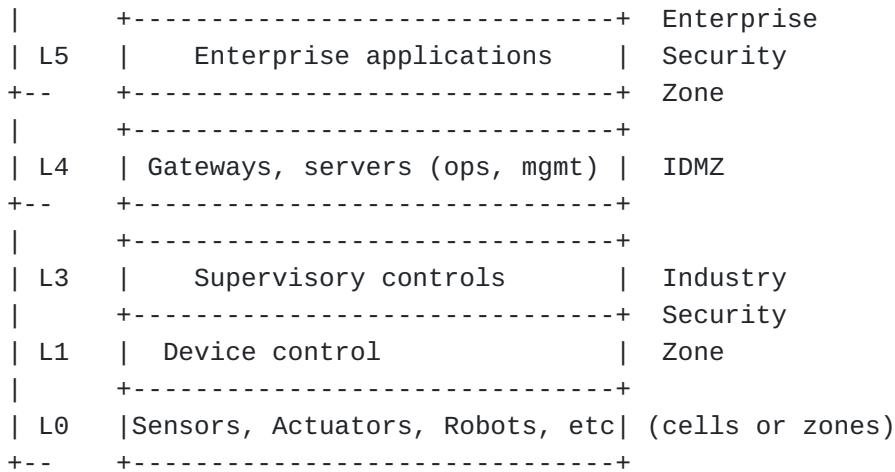 |      +-------------------------------+  Enterprise
| L5   |    Enterprise applications    |  Security
+--    +-------------------------------+  Zone
|      +-------------------------------+
| L4   | Gateways, servers (ops, mgmt) |  IDMZ
+--    +-------------------------------+
|      +-------------------------------+
| L3   |    Supervisory controls       |  Industry
|      +-------------------------------+  Security
| L1   |  Device control               |  Zone
|      +-------------------------------+
| L0   |Sensors, Actuators, Robots, etc| (cells or zones)
+--    +-------------------------------+